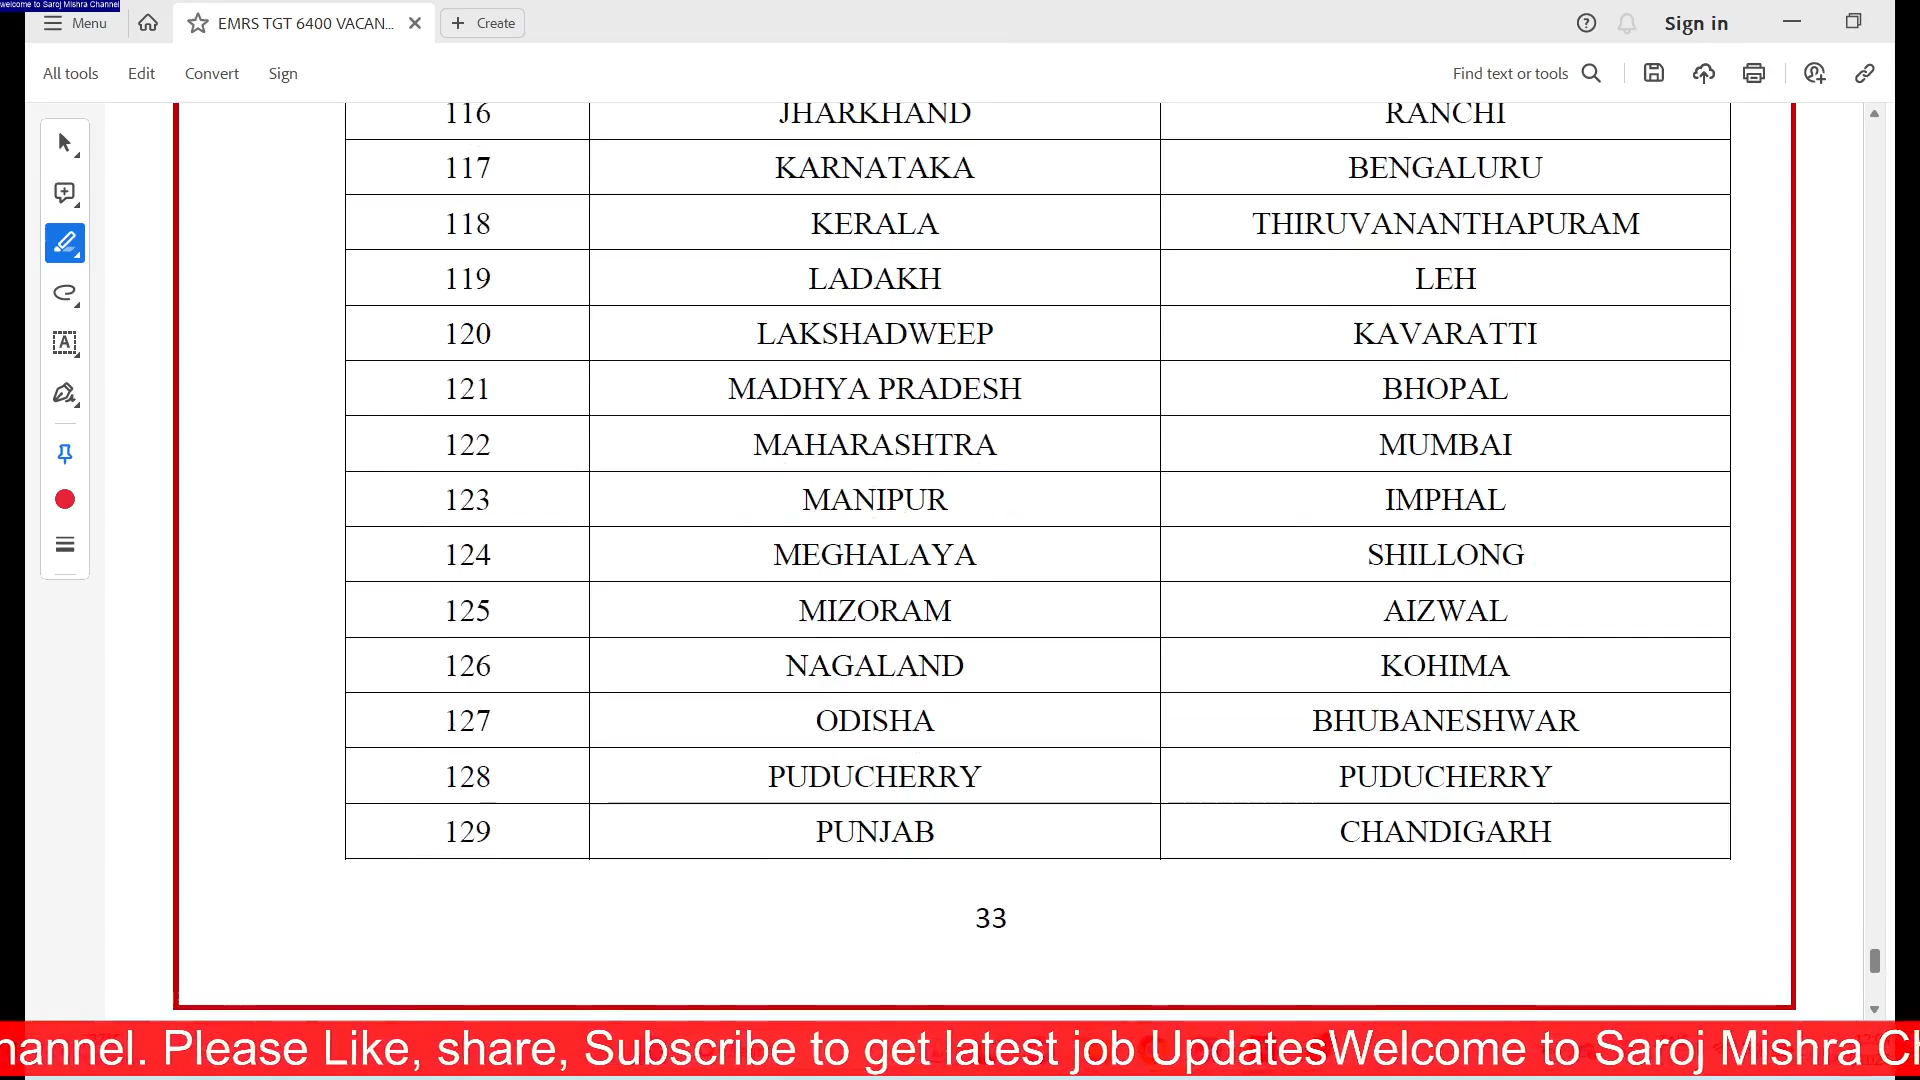 welcome to Saroj Mishra Channel
Menu
EMRS TGT 6400 VACAN...
Create
Sign in
All tools
Edit
Convert
Sign
Find text or tools
116 JHARKHAND RANCHI
117 KARNATAKA BENGALURU
118 KERALA THIRUVANANTHAPURAM
119 LADAKH LEH
120 LAKSHADWEEP KAVARATTI
121 MADHYA PRADESH BHOPAL
122 MAHARASHTRA MUMBAI
123 MANIPUR IMPHAL
124 MEGHALAYA SHILLONG
125 MIZORAM AIZWAL
126 NAGALAND KOHIMA
127 ODISHA BHUBANESHWAR
128 PUDUCHERRY PUDUCHERRY
129 PUNJAB CHANDIGARH
33
hannel. Please Like, share, Subscribe to get latest job UpdatesWelcome to Saroj Mishra Ch